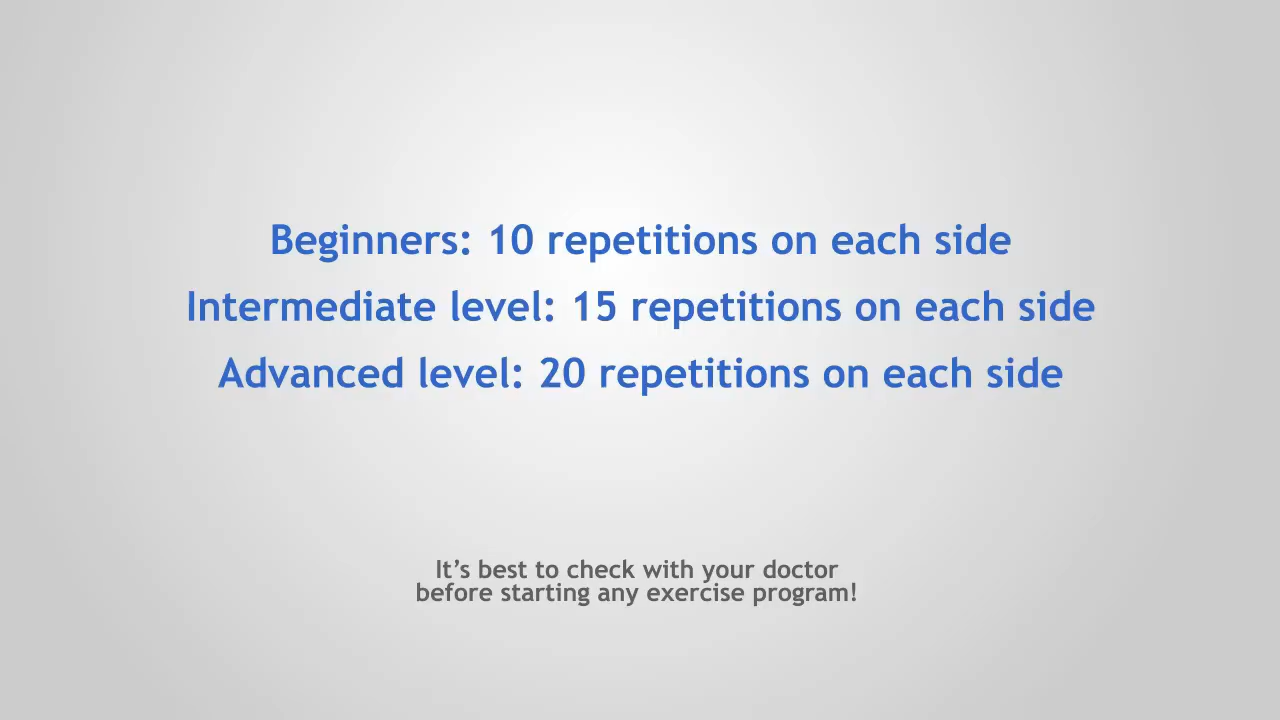 Beginners: 10 repetitions on each side
Intermediate level: 15 repetitions on each side
Advanced level: 20 repetitions on each side
It’s best to check with your doctor
before starting any exercise program!